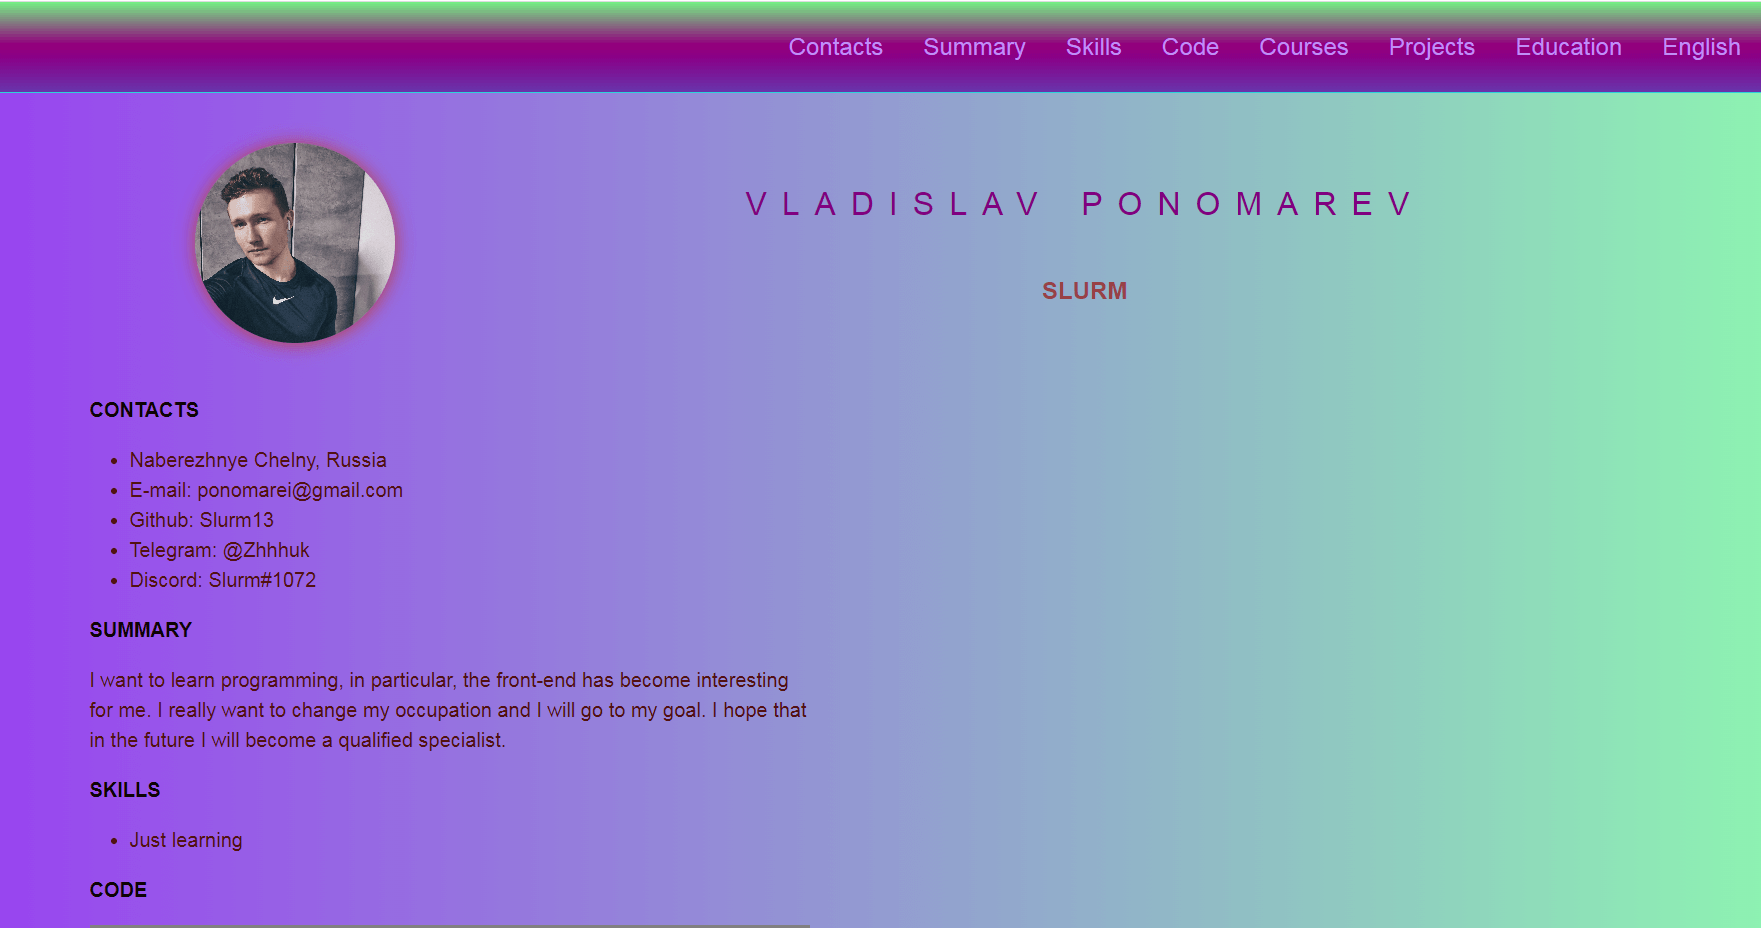 Contacts Summary Skills Code Courses Projects Education English
VLADISLAV PONOMAREV
SLURM
CONTACTS
• Naberezhnye Chelny, Russia
• E-mail: ponomarei@gmail.com
• Github: Slurm13
• Telegram: @Zhhhuk
• Discord: Slurm#1072
SUMMARY
I want to learn programming, in particular, the front-end has become interesting
for me. I really want to change my occupation and I will go to my goal. I hope that
in the future I will become a qualified specialist.
SKILLS
• Just learning
CODE